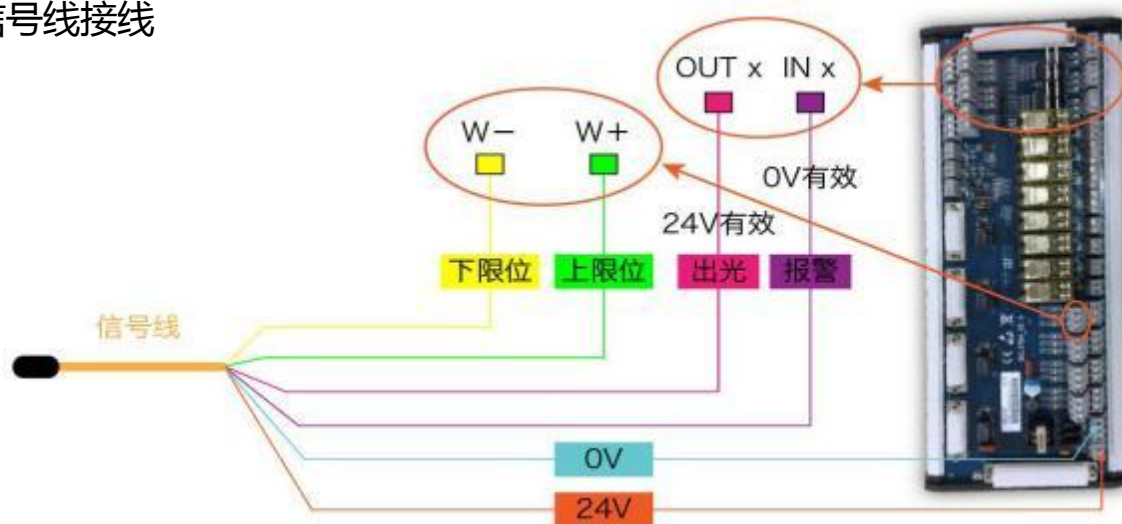 信号线接线
OUT x IN x
W− W+
0V有效
24V有效
下限位 上限位 出光 报警
信号线
0V
24V